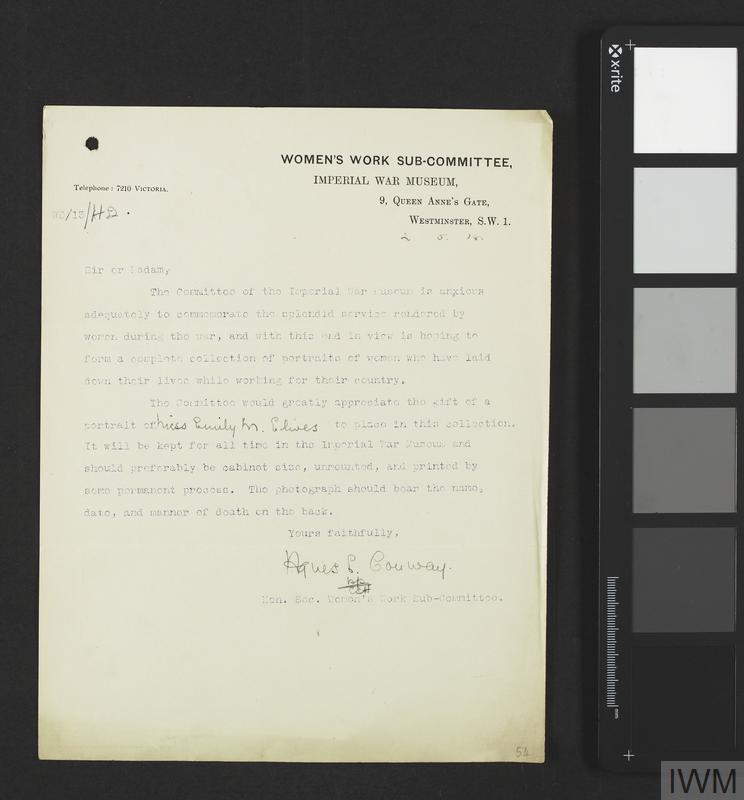 WOMEN'S WORK SUB-COMMITTEE,
IMPERIAL WAR MUSEUM,
Telephone: 7210 VICTORIA.
9, QUEEN ANNE'S GATE,
WESTMINSTER, S.W. 1.
2 5 18
Sir or Madam,
The Committee of the Imperial War Museum is anxious
adequately to commemorate the splendid service rendered by
women during the war, and with this end in view is hoping to
form a complete collection of portraits of women who have laid
down their lives while working for their country.
The Committee would greatly appreciate the gift of a
portrait of Miss Emily M. Elwes to place in this collection.
It will be kept for all time in the Imperial War Museum and
should preferably be cabinet size, unmounted, and printed by
some permanent process. The photograph should bear the name,
date, and manner of death on the back.
Yours faithfully,
Agnes E. Conway.
Hon. Sec. Women's Work Sub-Committee.
54
x-rite
mm
IWM